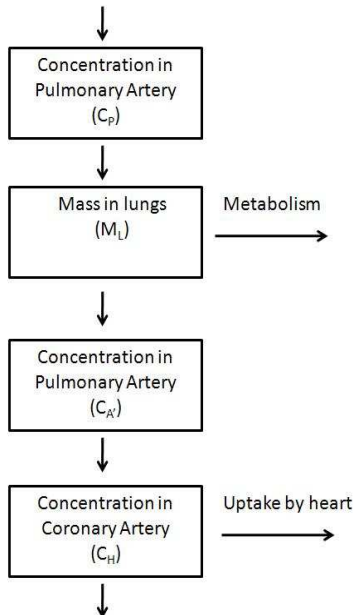 Concentration in
Pulmonary Artery
(C_P)
Mass in lungs
(M_L)
Metabolism
Concentration in
Pulmonary Artery
(C_A')
Concentration in
Coronary Artery
(C_H)
Uptake by heart